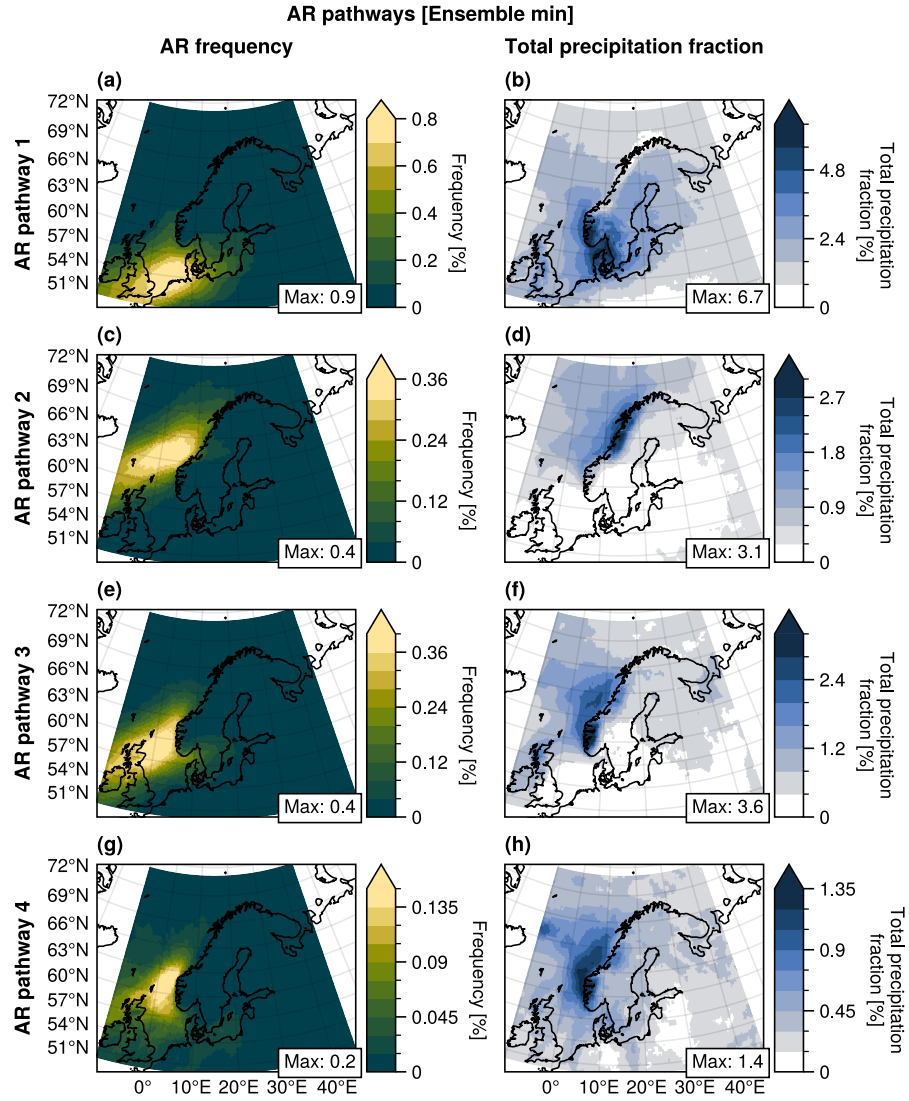 AR pathways [Ensemble min]
AR frequency
Total precipitation fraction
(a)
(b)
AR pathway 1
72°N
69°N
66°N
63°N
60°N
57°N
54°N
51°N
0.8
0.6
0.4
0.2
0
Frequency [%]
Max: 0.9
4.8
2.4
0
Total precipitation
fraction [%]
Max: 6.7
(c)
(d)
AR pathway 2
72°N
69°N
66°N
63°N
60°N
57°N
54°N
51°N
0.36
0.24
0.12
0
Frequency [%]
Max: 0.4
2.7
1.8
0.9
0
Total precipitation
fraction [%]
Max: 3.1
(e)
(f)
AR pathway 3
72°N
69°N
66°N
63°N
60°N
57°N
54°N
51°N
0.36
0.24
0.12
0
Frequency [%]
Max: 0.4
2.4
1.2
0
Total precipitation
fraction [%]
Max: 3.6
(g)
(h)
AR pathway 4
72°N
69°N
66°N
63°N
60°N
57°N
54°N
51°N
0.135
0.09
0.045
0
Frequency [%]
Max: 0.2
1.35
0.9
0.45
0
Total precipitation
fraction [%]
Max: 1.4
0° 10°E 20°E 30°E 40°E
0° 10°E 20°E 30°E 40°E